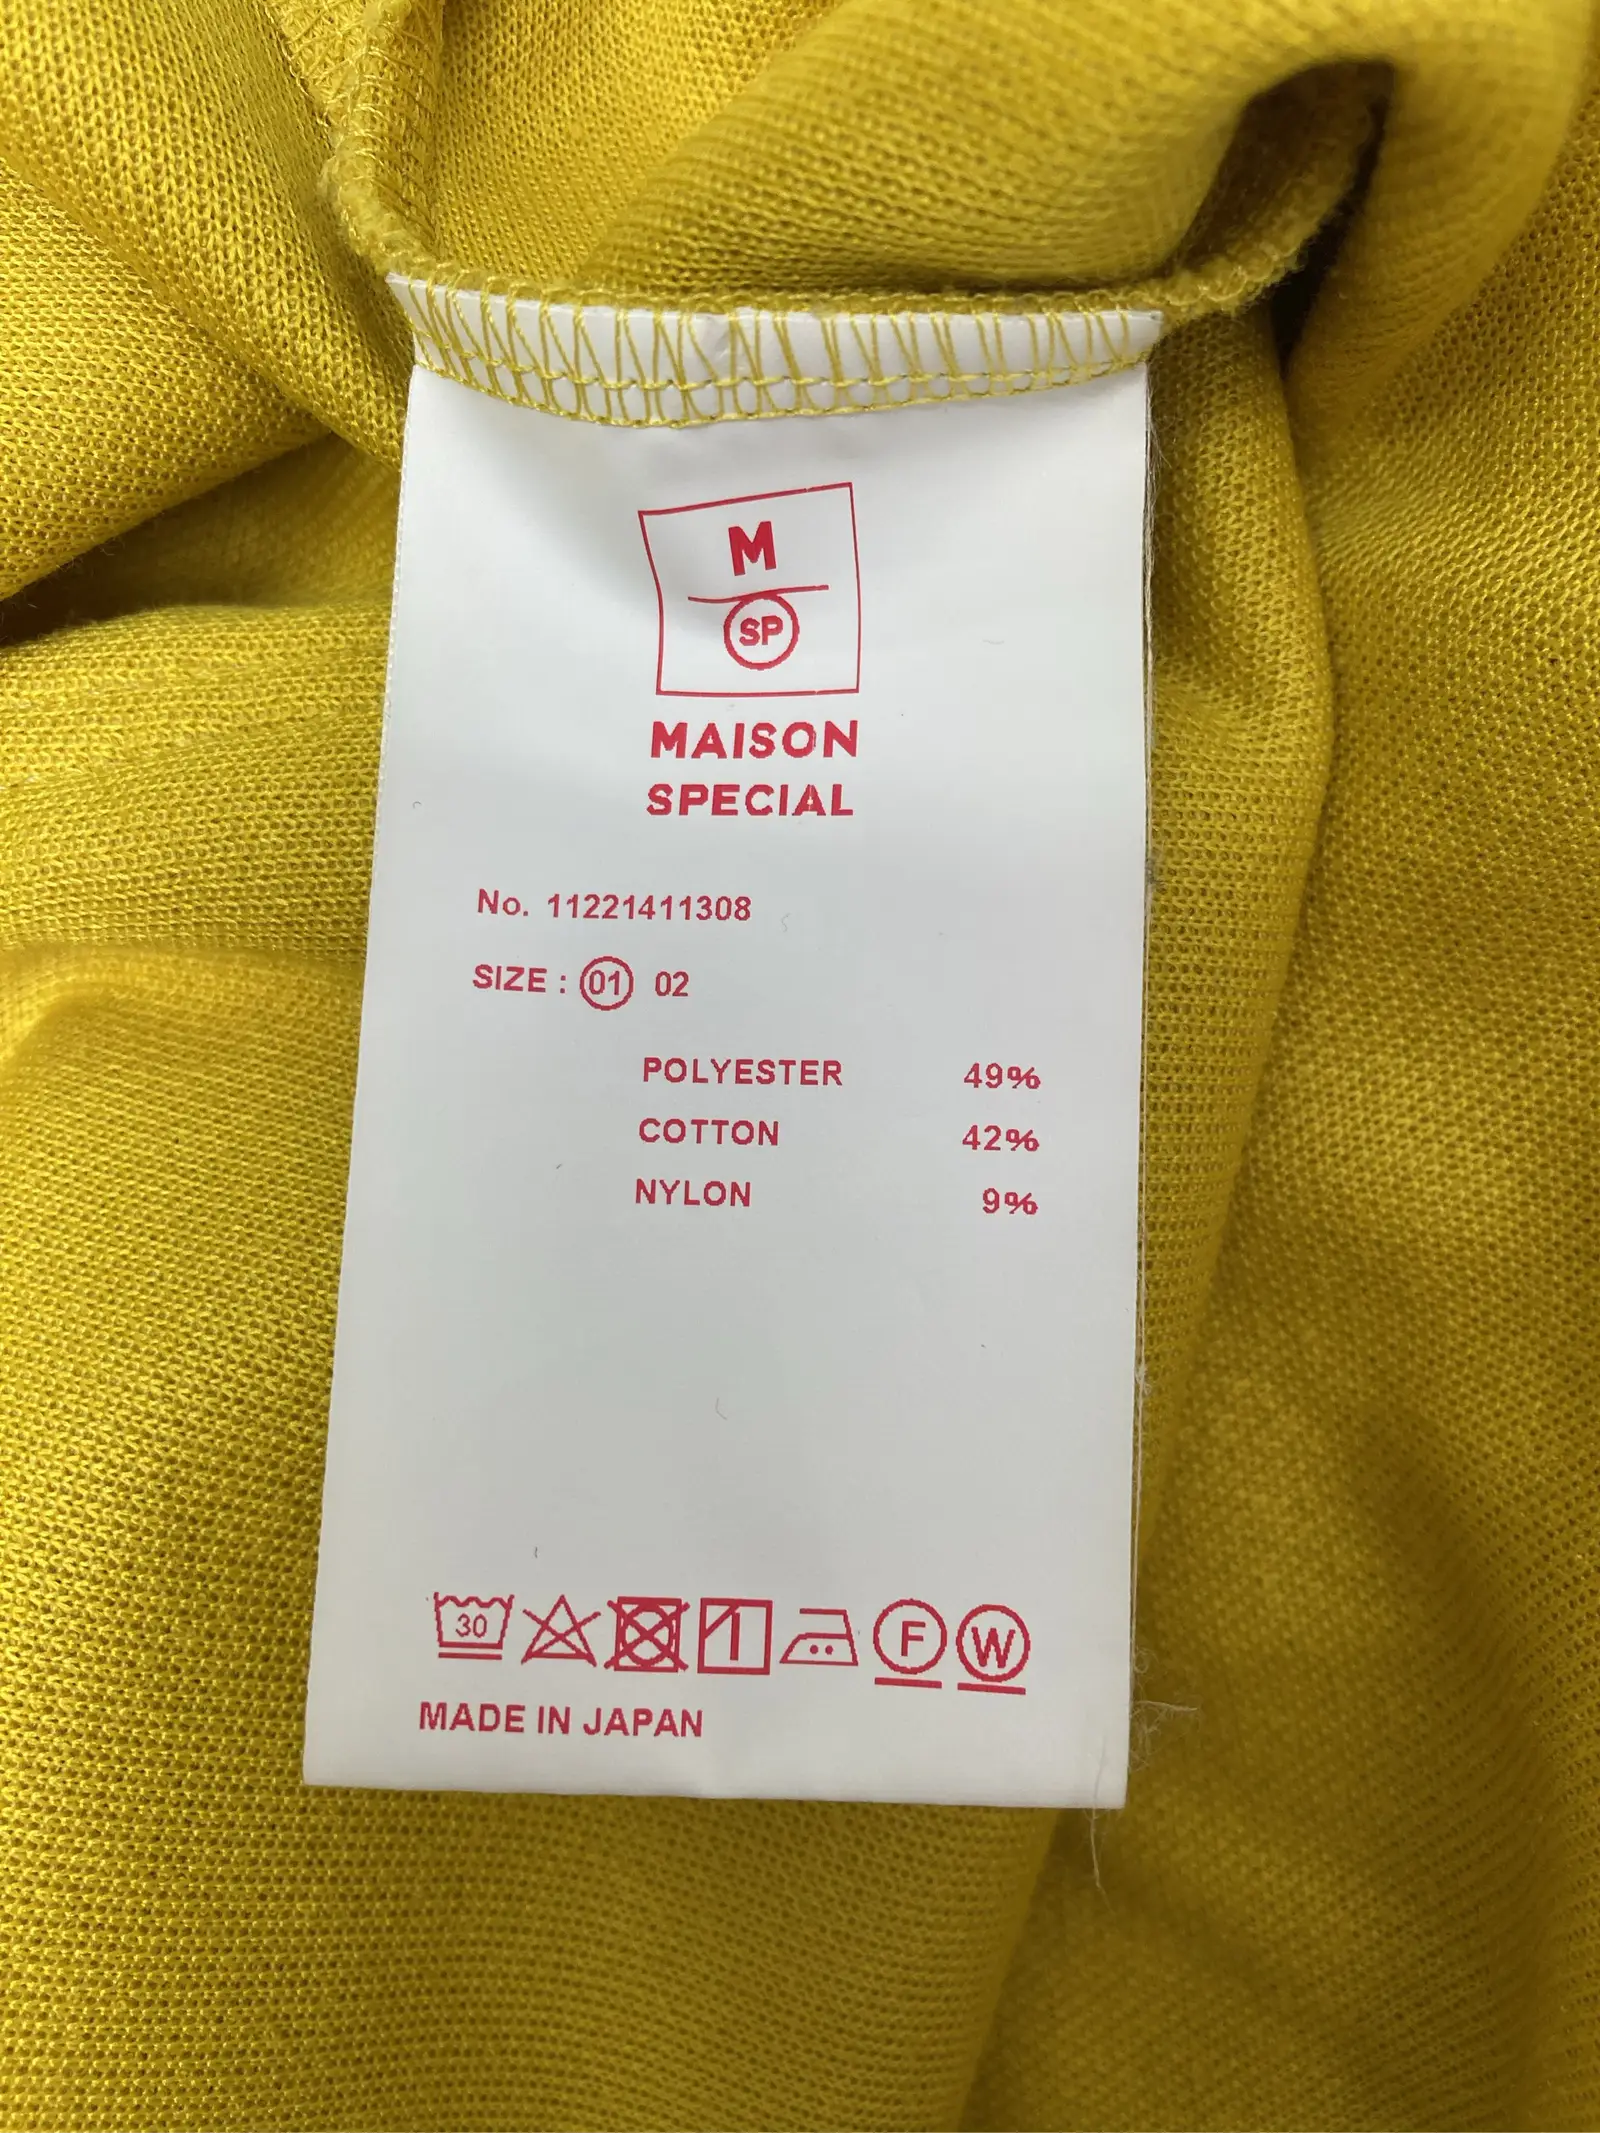 M
SP
MAISON
SPECIAL
No. 11221411308
SIZE : 01 02
POLYESTER 49%
COTTON 42%
NYLON 9%
30 F W
MADE IN JAPAN